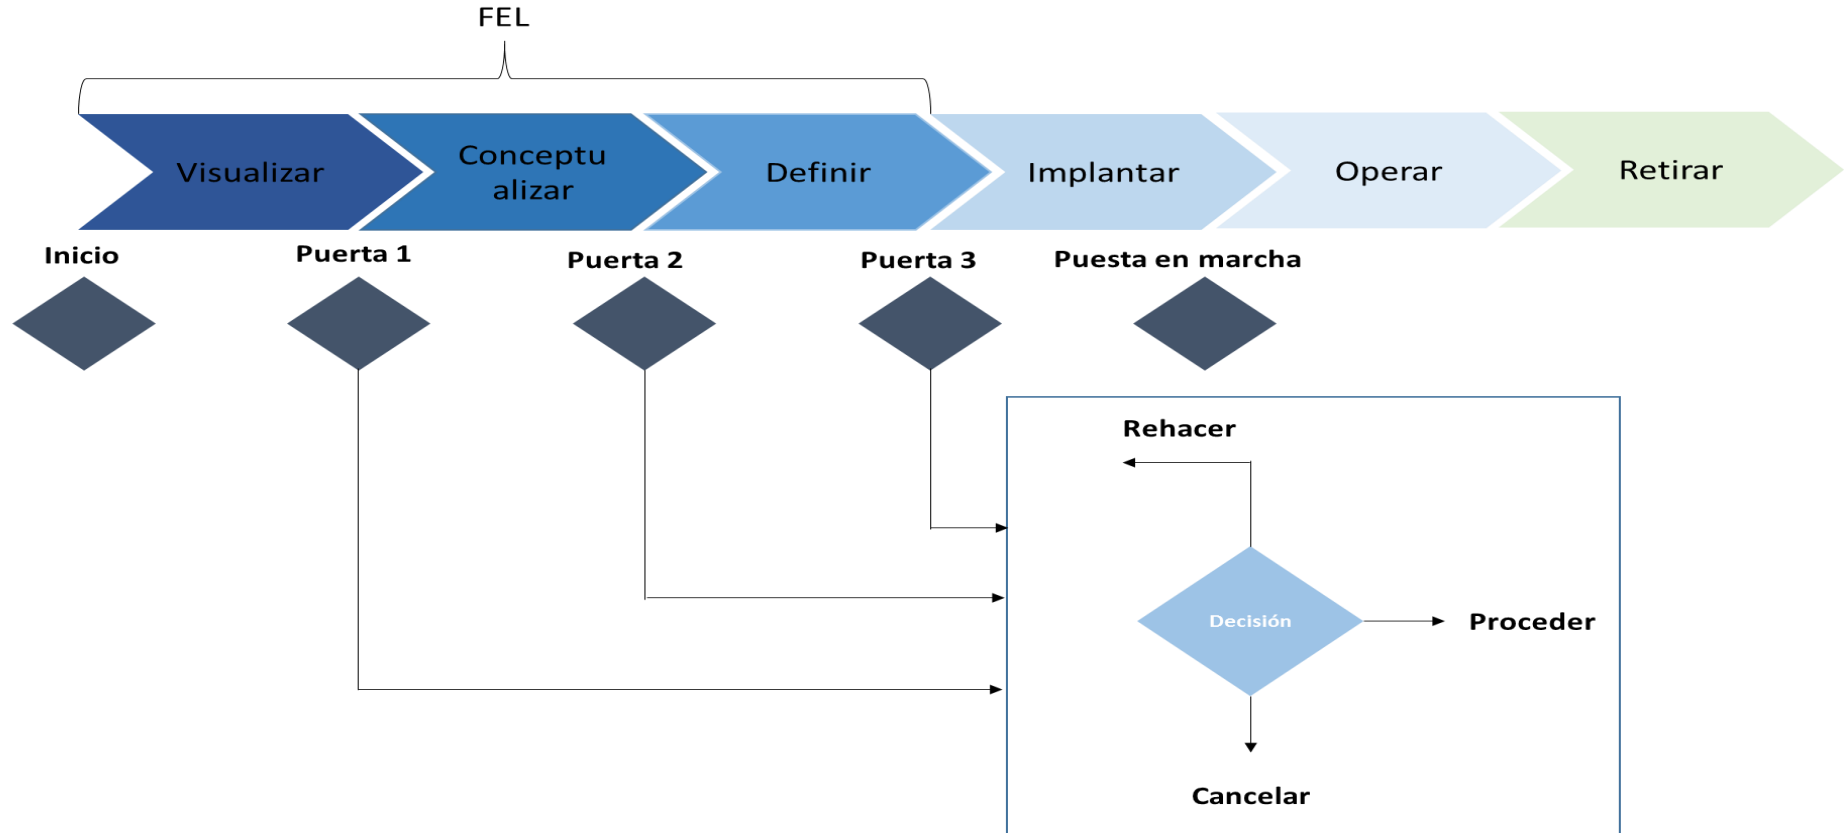 FEL
Visualizar
Conceptu
alizar
Definir
Implantar
Operar
Retirar
Inicio
Puerta 1
Puerta 2
Puerta 3
Puesta en marcha
Rehacer
Decisión
Proceder
Cancelar